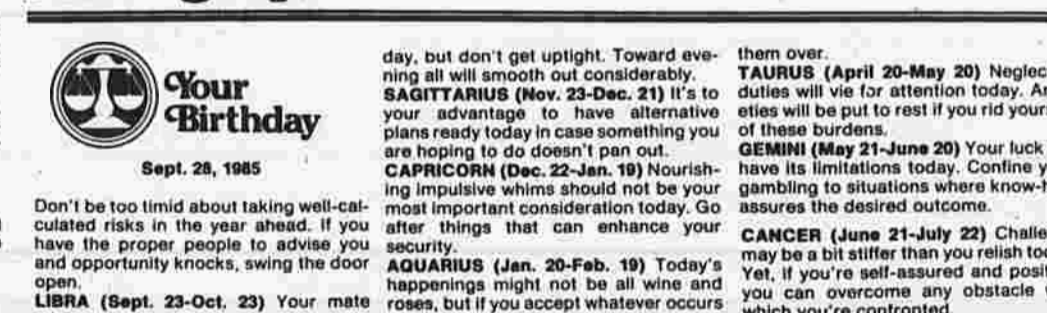 Your
Birthday
Sept. 28, 1985
Don't be too timid about taking well-cal-
culated risks in the year ahead. If you
have the proper people to advise you
and opportunity knocks, swing the door
open.
LIBRA (Sept. 23-Oct. 23) Your mate
day, but don't get uptight. Toward eve-
ning all will smooth out considerably.
SAGITTARIUS (Nov. 23-Dec. 21) It's to
your advantage to have alternative
plans ready today in case something you
are hoping to do doesn't pan out.
CAPRICORN (Dec. 22-Jan. 19) Nourish-
ing impulsive whims should not be your
most important consideration today. Go
after things that can enhance your
security.
AQUARIUS (Jan. 20-Feb. 19) Today's
happenings might not be all wine and
roses, but if you accept whatever occurs
them over.
TAURUS (April 20-May 20)
duties will vie for attention today.
eties will be put to rest if you rid
of these burdens.
GEMINI (May 21-June 20) Your luck
have its limitations today. Confine
gambling to situations where
assures the desired outcome.
CANCER (June 21-July 22)
may be a bit stiffer than you relish
Yet, if you're self-assured and
you can overcome any obstacle
which you're confronted.